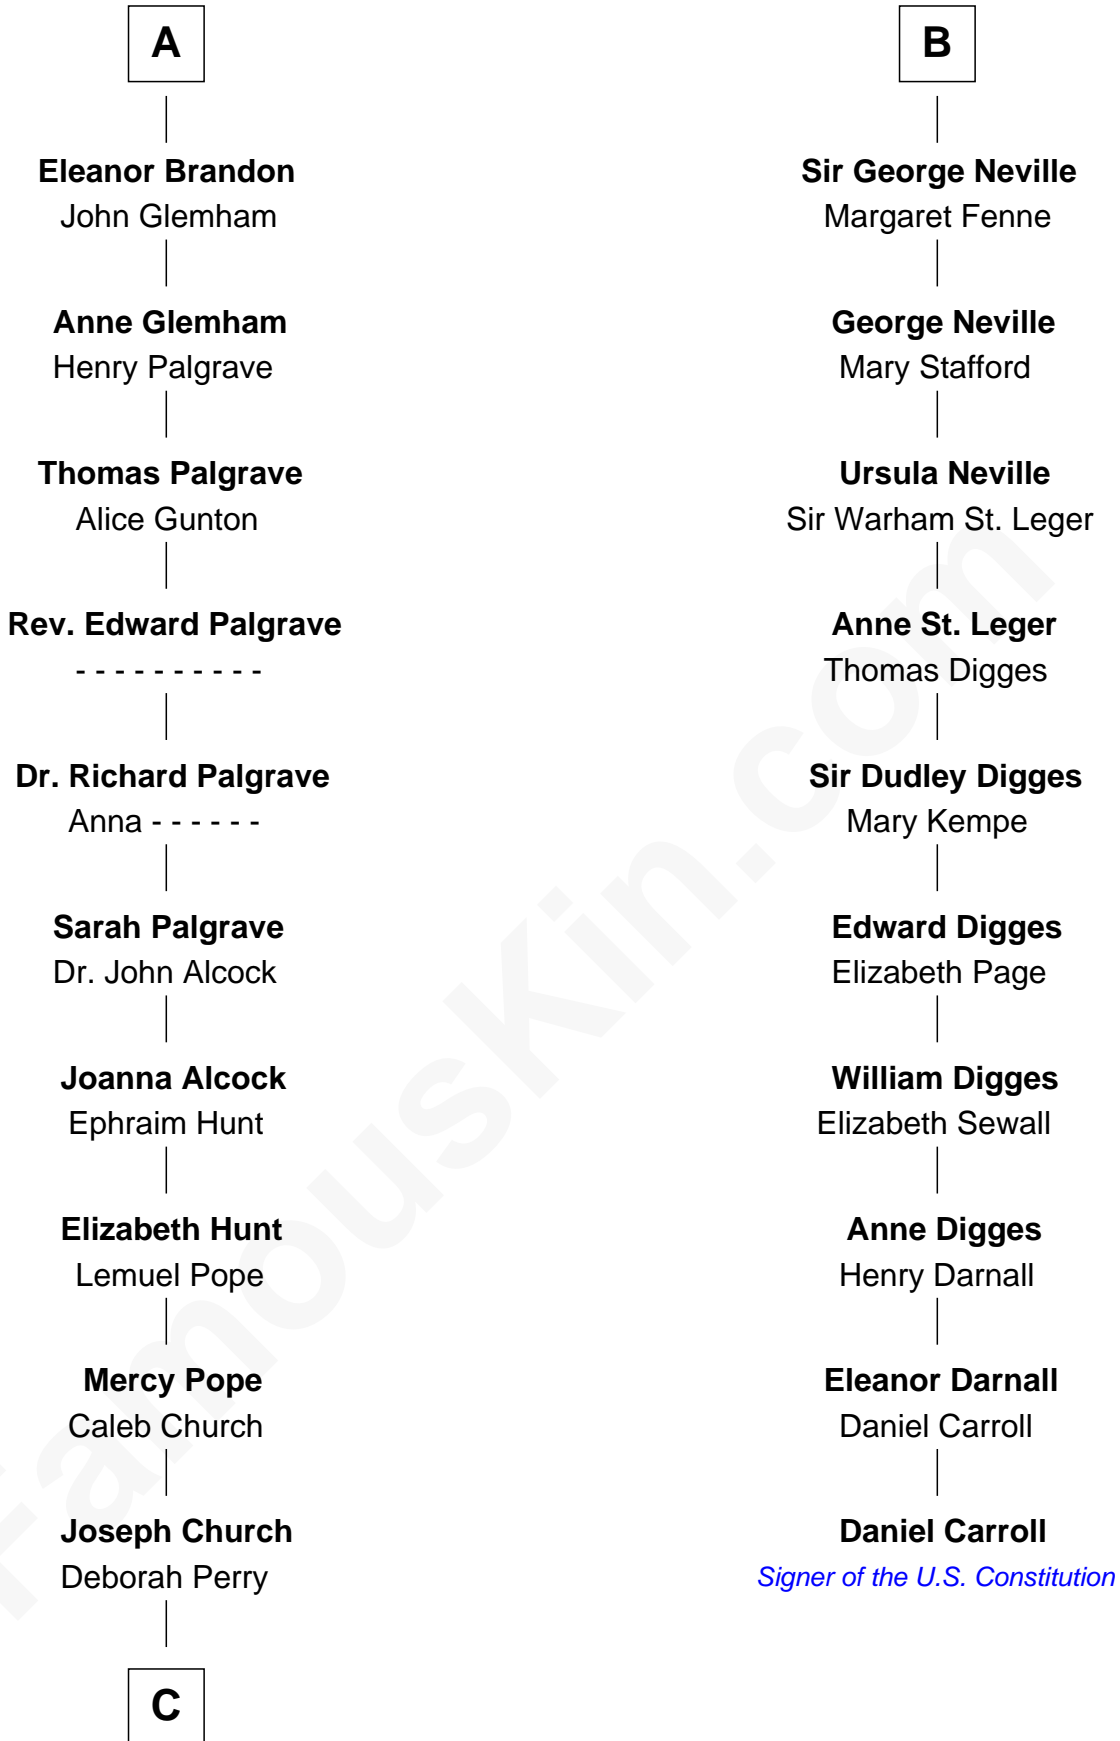 A
Eleanor Brandon
John Glemham
Anne Glemham
Henry Palgrave
Thomas Palgrave
Alice Gunton
Rev. Edward Palgrave
- - - - - - - - - -
Dr. Richard Palgrave
Anna - - - - - -
Sarah Palgrave
Dr. John Alcock
Joanna Alcock
Ephraim Hunt
Elizabeth Hunt
Lemuel Pope
Mercy Pope
Caleb Church
Joseph Church
Deborah Perry
C
B
Sir George Neville
Margaret Fenne
George Neville
Mary Stafford
Ursula Neville
Sir Warham St. Leger
Anne St. Leger
Thomas Digges
Sir Dudley Digges
Mary Kempe
Edward Digges
Elizabeth Page
William Digges
Elizabeth Sewall
Anne Digges
Henry Darnall
Eleanor Darnall
Daniel Carroll
Daniel Carroll
Signer of the U.S. Constitution
FamousKin.com